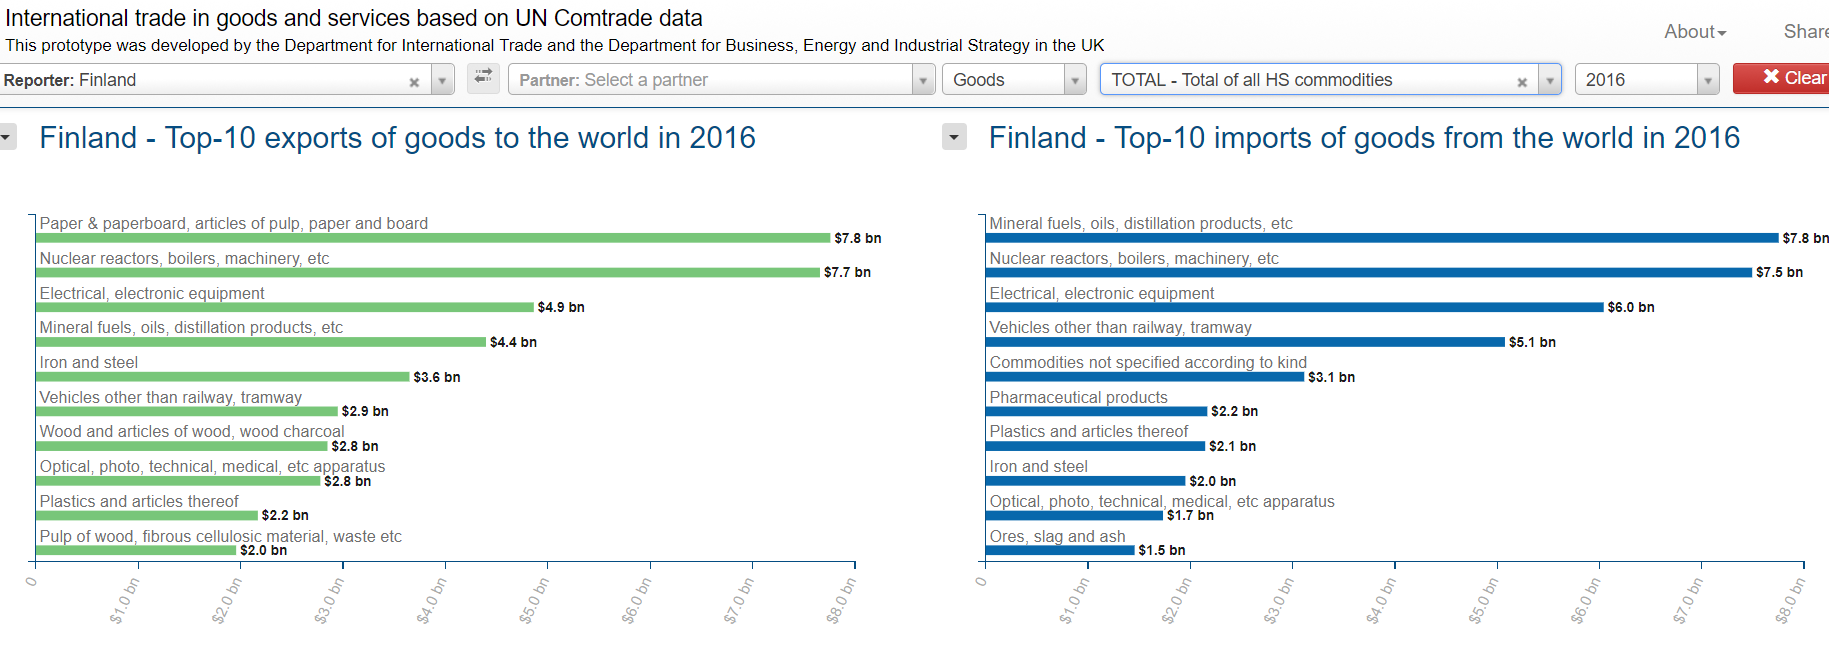 International trade in goods and services based on UN Comtrade data
This prototype was developed by the Department for International Trade and the Department for Business, Energy and Industrial Strategy in the UK
About
Share
Reporter: Finland
Partner: Select a partner
Goods
TOTAL - Total of all HS commodities
2016
Clear
Finland - Top-10 exports of goods to the world in 2016
Paper & paperboard, articles of pulp, paper and board
$7.8 bn
Nuclear reactors, boilers, machinery, etc
$7.7 bn
Electrical, electronic equipment
$4.9 bn
Mineral fuels, oils, distillation products, etc
$4.4 bn
Iron and steel
$3.6 bn
Vehicles other than railway, tramway
$2.9 bn
Wood and articles of wood, wood charcoal
$2.8 bn
Optical, photo, technical, medical, etc apparatus
$2.8 bn
Plastics and articles thereof
$2.2 bn
Pulp of wood, fibrous cellulosic material, waste etc
$2.0 bn
0
$1.0 bn
$2.0 bn
$3.0 bn
$4.0 bn
$5.0 bn
$6.0 bn
$7.0 bn
$8.0 bn
Finland - Top-10 imports of goods from the world in 2016
Mineral fuels, oils, distillation products, etc
$7.8 bn
Nuclear reactors, boilers, machinery, etc
$7.5 bn
Electrical, electronic equipment
$6.0 bn
Vehicles other than railway, tramway
$5.1 bn
Commodities not specified according to kind
$3.1 bn
Pharmaceutical products
$2.2 bn
Plastics and articles thereof
$2.1 bn
Iron and steel
$2.0 bn
Optical, photo, technical, medical, etc apparatus
$1.7 bn
Ores, slag and ash
$1.5 bn
0
$1.0 bn
$2.0 bn
$3.0 bn
$4.0 bn
$5.0 bn
$6.0 bn
$7.0 bn
$8.0 bn